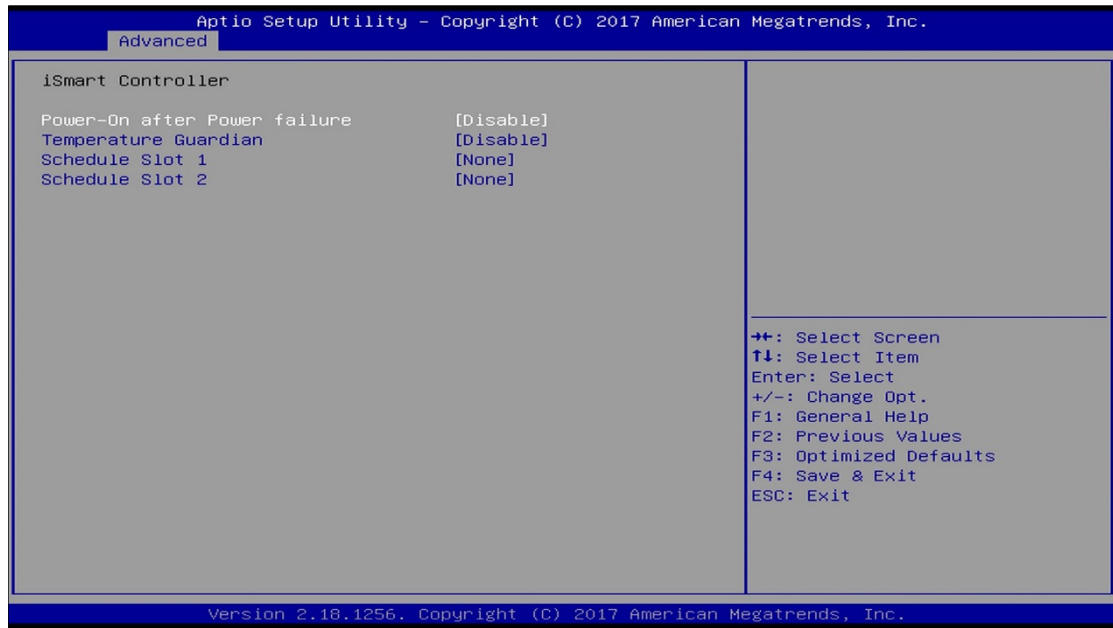 Aptio Setup Utility – Copyright (C) 2017 American Megatrends, Inc.
Advanced
iSmart Controller
Power-On after Power failure [Disable]
Temperature Guardian [Disable]
Schedule Slot 1 [None]
Schedule Slot 2 [None]
→←: Select Screen
↑↓: Select Item
Enter: Select
+/-: Change Opt.
F1: General Help
F2: Previous Values
F3: Optimized Defaults
F4: Save & Exit
ESC: Exit
Version 2.18.1256. Copyright (C) 2017 American Megatrends, Inc.